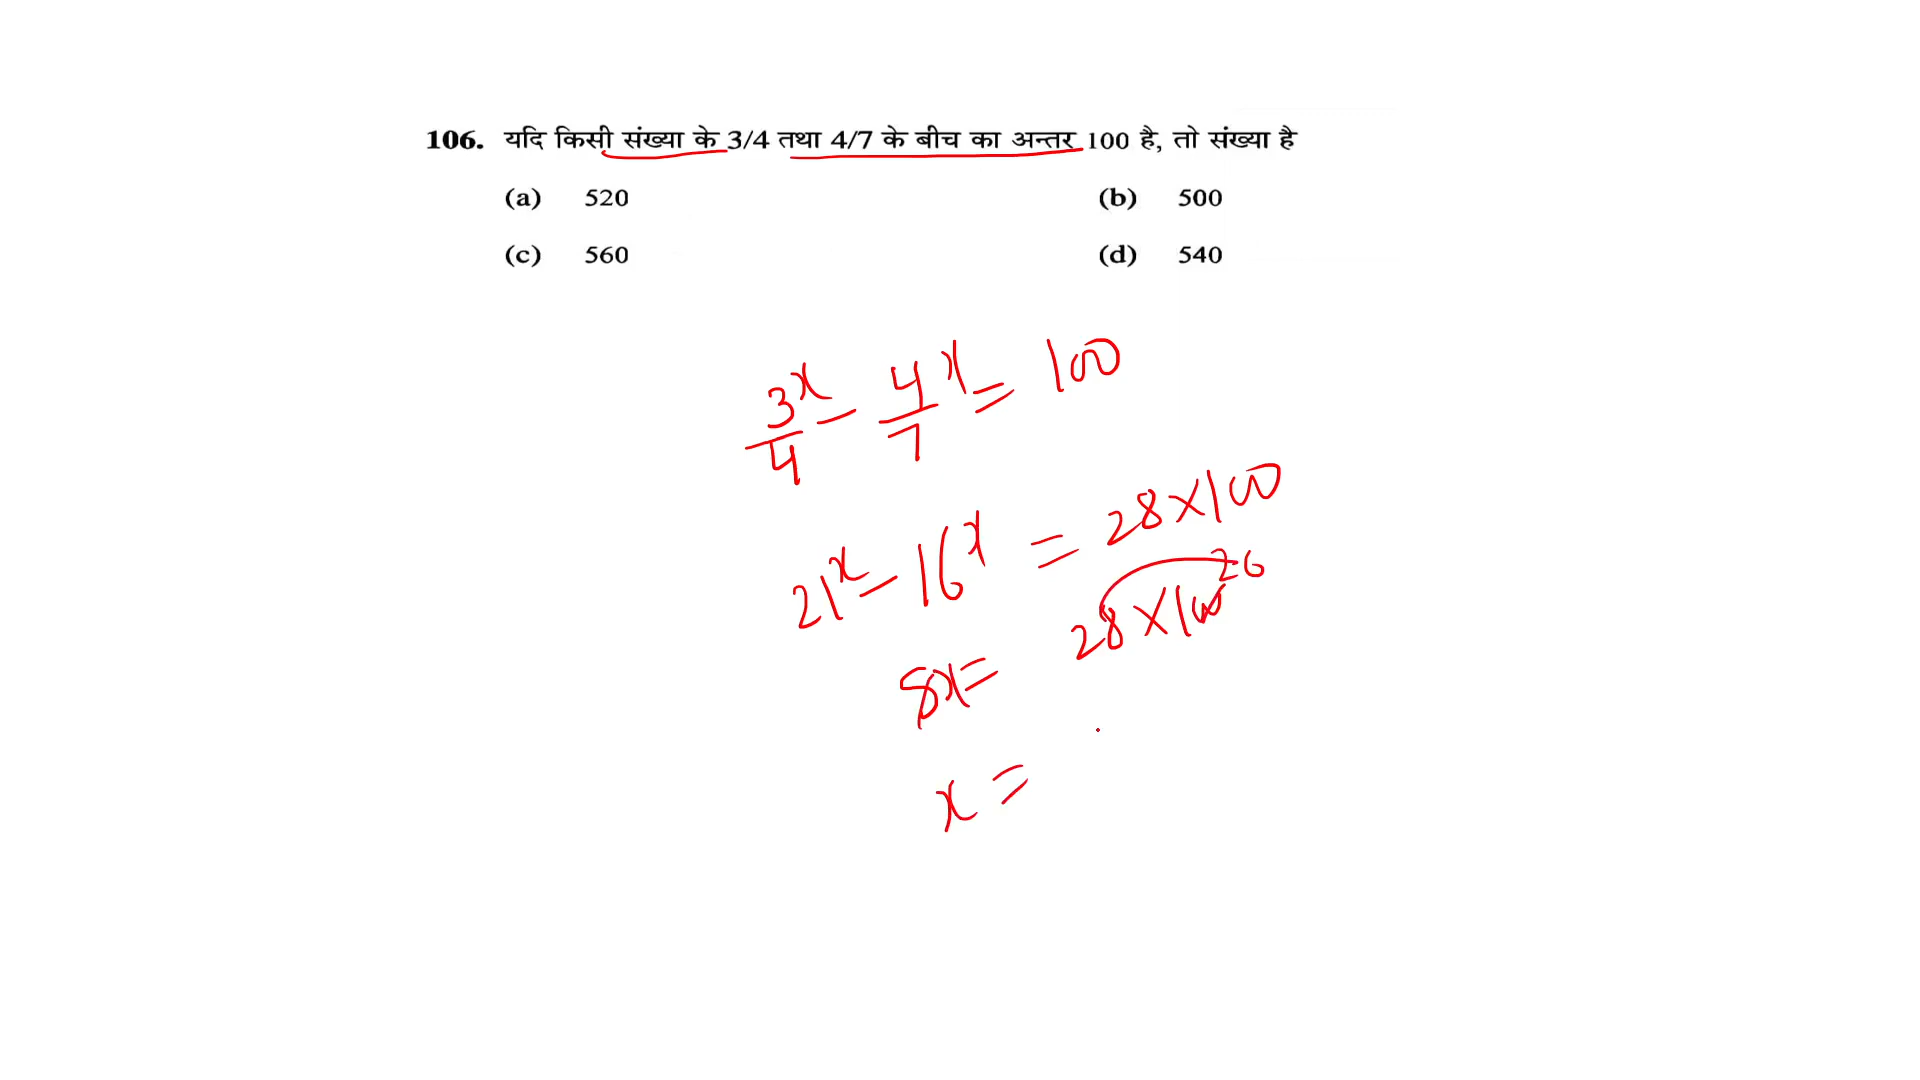 106. यदि किसी संख्या के 3/4 तथा 4/7 के बीच का अन्तर 100 है, तो संख्या है
(a) 520 (b) 500
(c) 560 (d) 540
3x/4 - 4x/7 = 100
21x - 16x = 28×100
20
8x= 28×100
x =